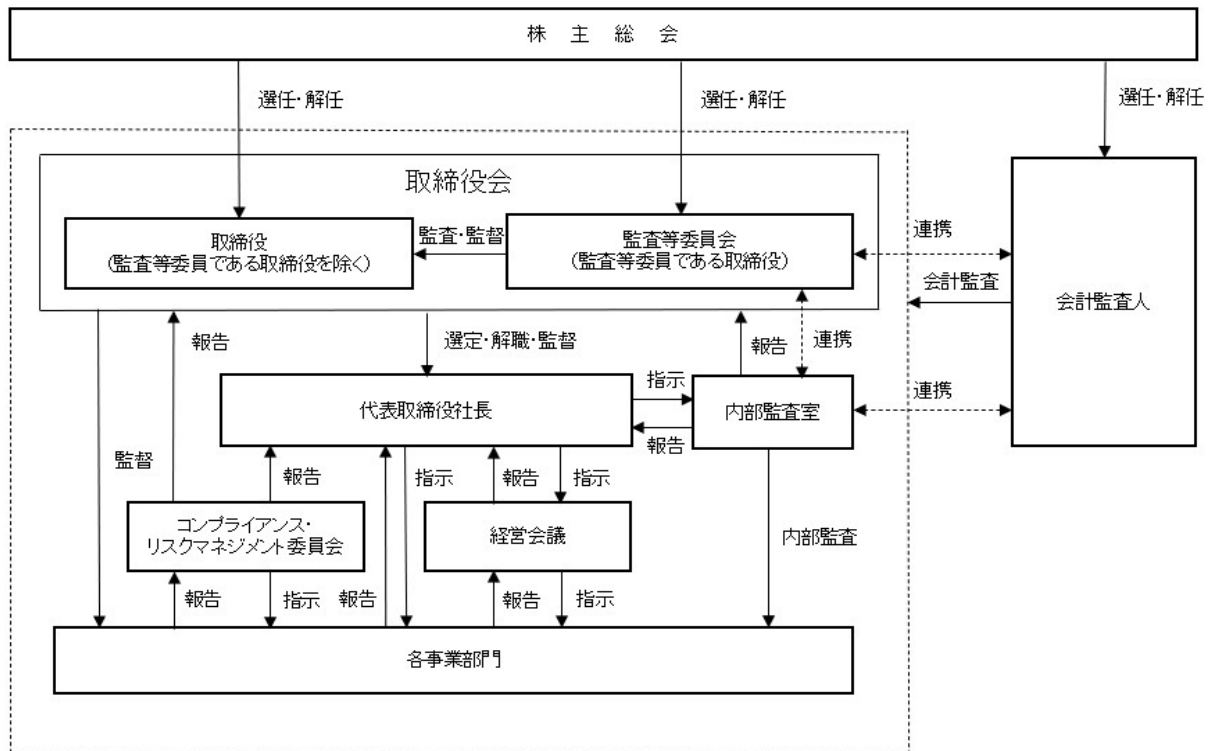 株 主 総 会
選任・解任
選任・解任
選任・解任
取締役会
取締役
(監査等委員である取締役を除く)
監査・監督
監査等委員会
(監査等委員である取締役)
連携
会計監査
会計監査人
報告
選定・解職・監督
報告
連携
代表取締役社長
指示
報告
内部監査室
連携
監督
報告
報告
指示
報告
指示
コンプライアンス・
リスクマネジメント委員会
経営会議
内部監査
報告
指示
報告
指示
各事業部門